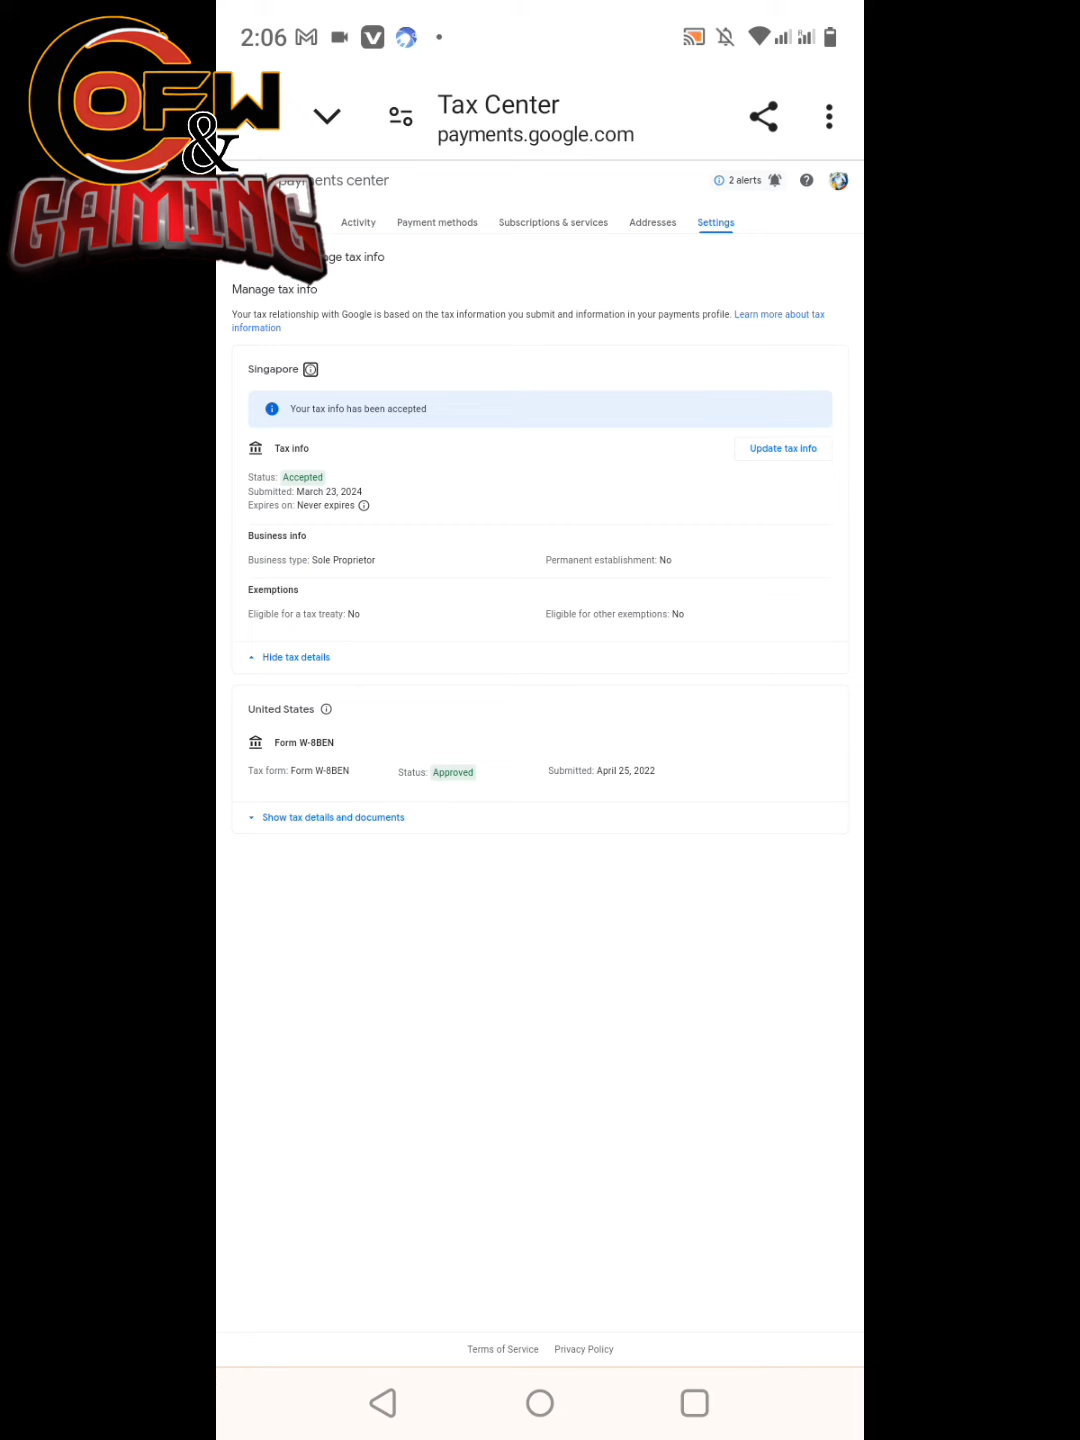 2:06
Tax Center
payments.google.com
OFW
&
GAMING
payments center
2 alerts
Activity Payment methods Subscriptions & services Addresses Settings
tax info
Manage tax info
Your tax relationship with Google is based on the tax information you submit and information in your payments profile. Learn more about tax
information
Singapore
Your tax info has been accepted
Tax info
Update tax info
Status: Accepted
Submitted: March 23, 2024
Expires on: Never expires
Business info
Business type: Sole Proprietor Permanent establishment: No
Exemptions
Eligible for a tax treaty: No Eligible for other exemptions: No
Hide tax details
United States
Form W-8BEN
Tax form: Form W-8BEN Status: Approved Submitted: April 25, 2022
Show tax details and documents
Terms of Service Privacy Policy